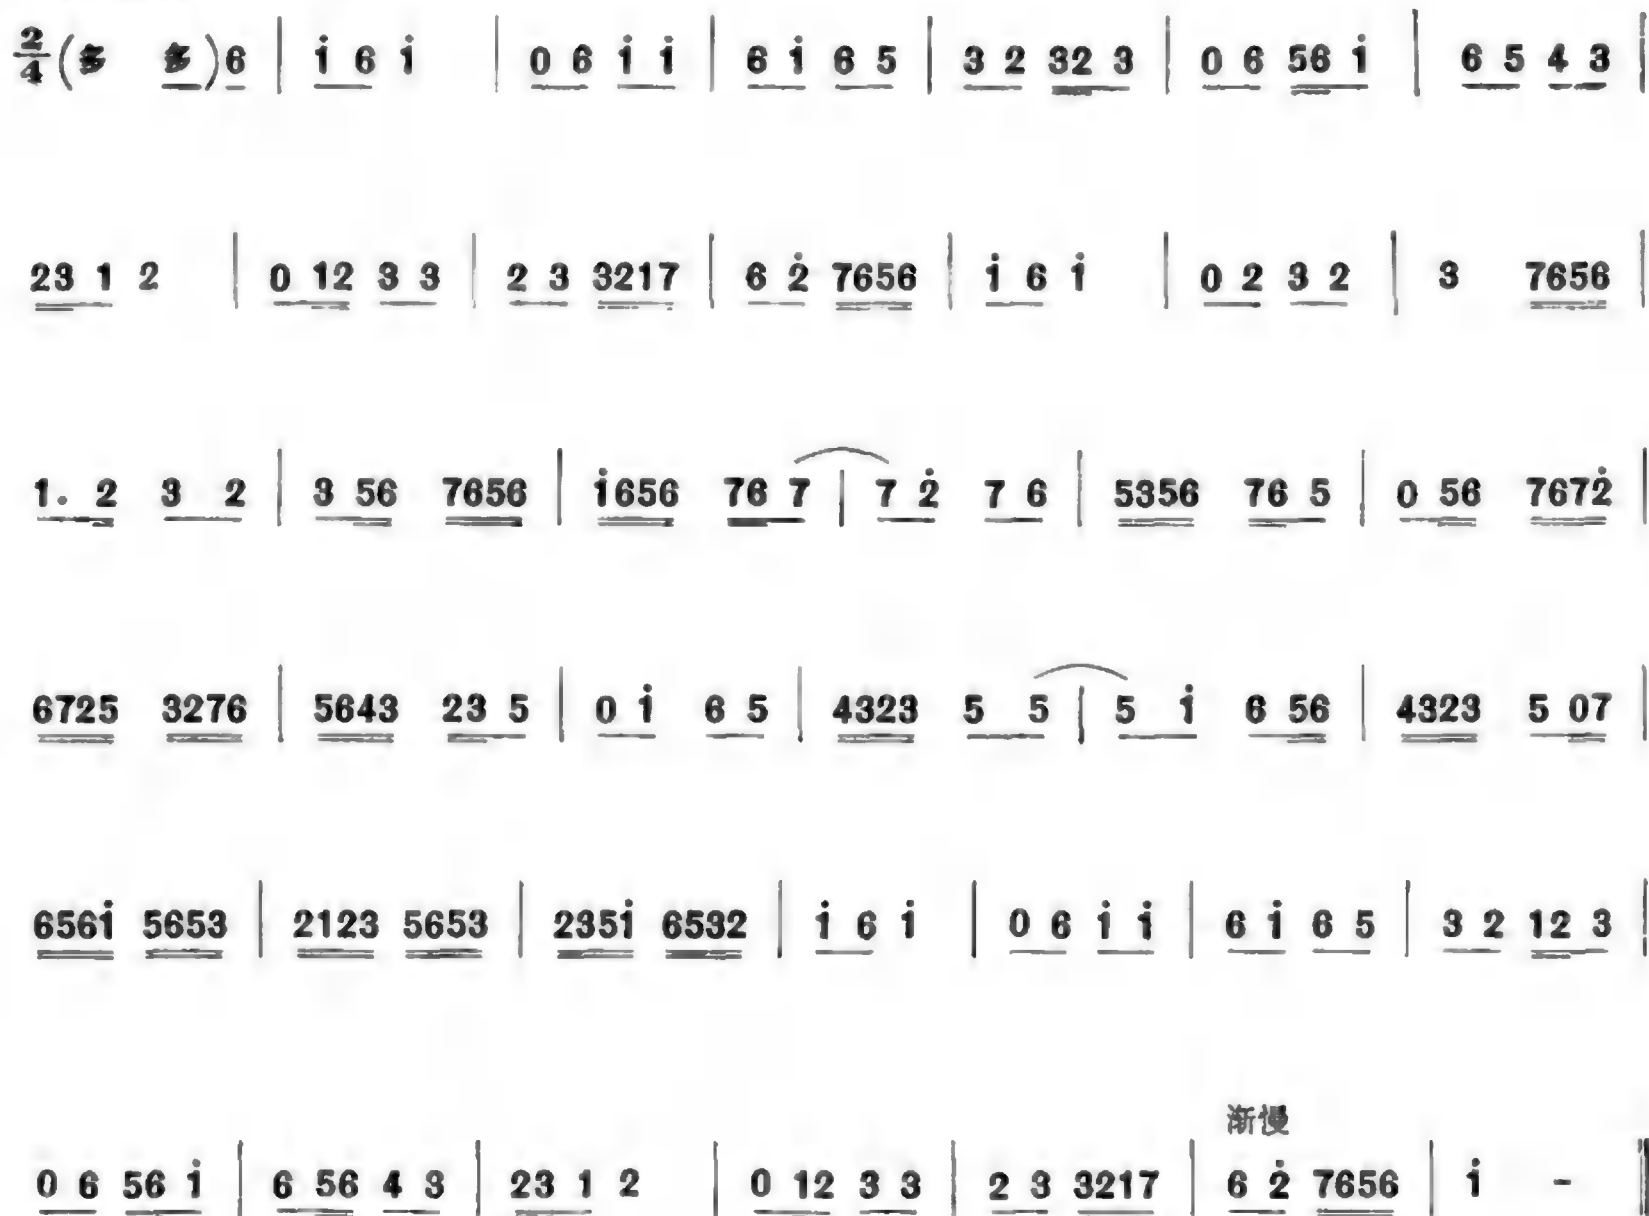 2/4 (多 多)6 | i̇ 6 i̇ | 0 6 i̇ i̇ | 6 i̇ 6 5 | 3 2 32 3 | 0 6 56 i̇ | 6 5 4 3 |
23 1 2 | 0 12 3 3 | 2 3 3217 | 6 2̇ 7656 | i̇ 6 i̇ | 0 2 3 2 | 3 7656 |
1. 2 3 2 | 3 56 7656 | i̇656 76 7 | 7 2̇ 7 6 | 5356 76 5 | 0 56 7672̇ |
6725 3276 | 5643 23 5 | 0 i̇ 6 5 | 4323 5 5 | 5 i̇ 6 56 | 4323 5 07 |
656i̇ 5653 | 2123 5653 | 235i̇ 6532 | i̇ 6 i̇ | 0 6 i̇ i̇ | 6 i̇ 6 5 | 3 2 12 3 |
渐慢
0 6 56 i̇ | 6 56 4 3 | 23 1 2 | 0 12 3 3 | 2 3 3217 | 6 2̇ 7656 | i̇ - ‖